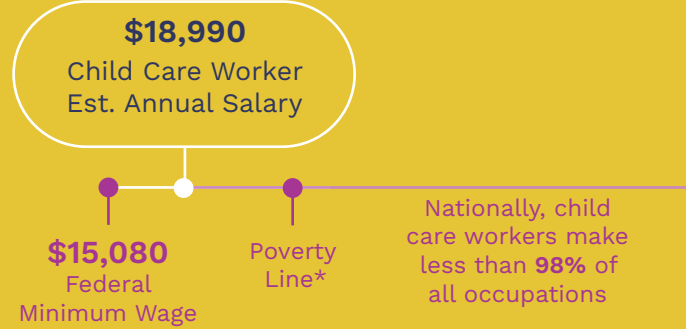 $18,990
Child Care Worker
Est. Annual Salary
$15,080
Federal
Minimum Wage
Poverty
Line*
Nationally, child
care workers make
less than 98% of
all occupations